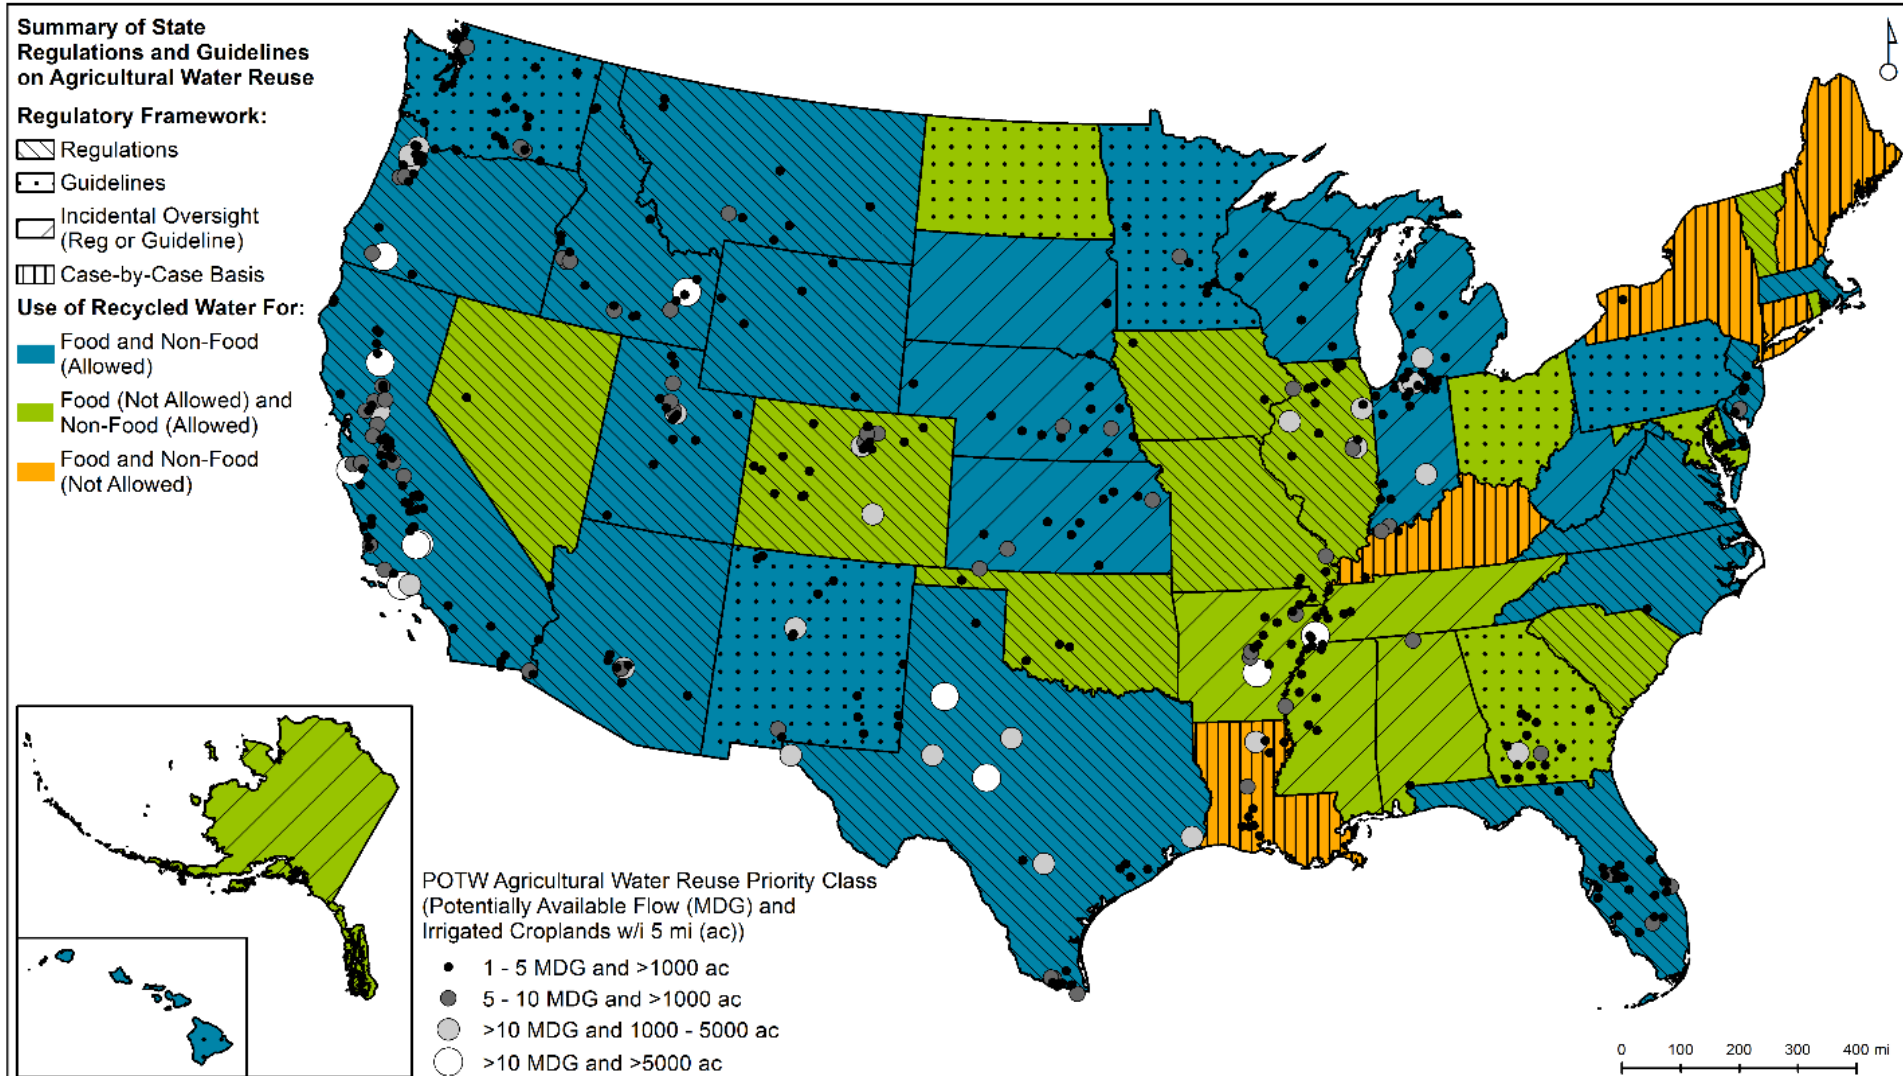 Summary of State
Regulations and Guidelines
on Agricultural Water Reuse
Regulatory Framework:
Regulations
Guidelines
Incidental Oversight
(Reg or Guideline)
Case-by-Case Basis
Use of Recycled Water For:
Food and Non-Food
(Allowed)
Food (Not Allowed) and
Non-Food (Allowed)
Food and Non-Food
(Not Allowed)
POTW Agricultural Water Reuse Priority Class
(Potentially Available Flow (MDG) and
Irrigated Croplands w/i 5 mi (ac))
1 - 5 MDG and >1000 ac
5 - 10 MDG and >1000 ac
>10 MDG and 1000 - 5000 ac
>10 MDG and >5000 ac
0 100 200 300 400 mi